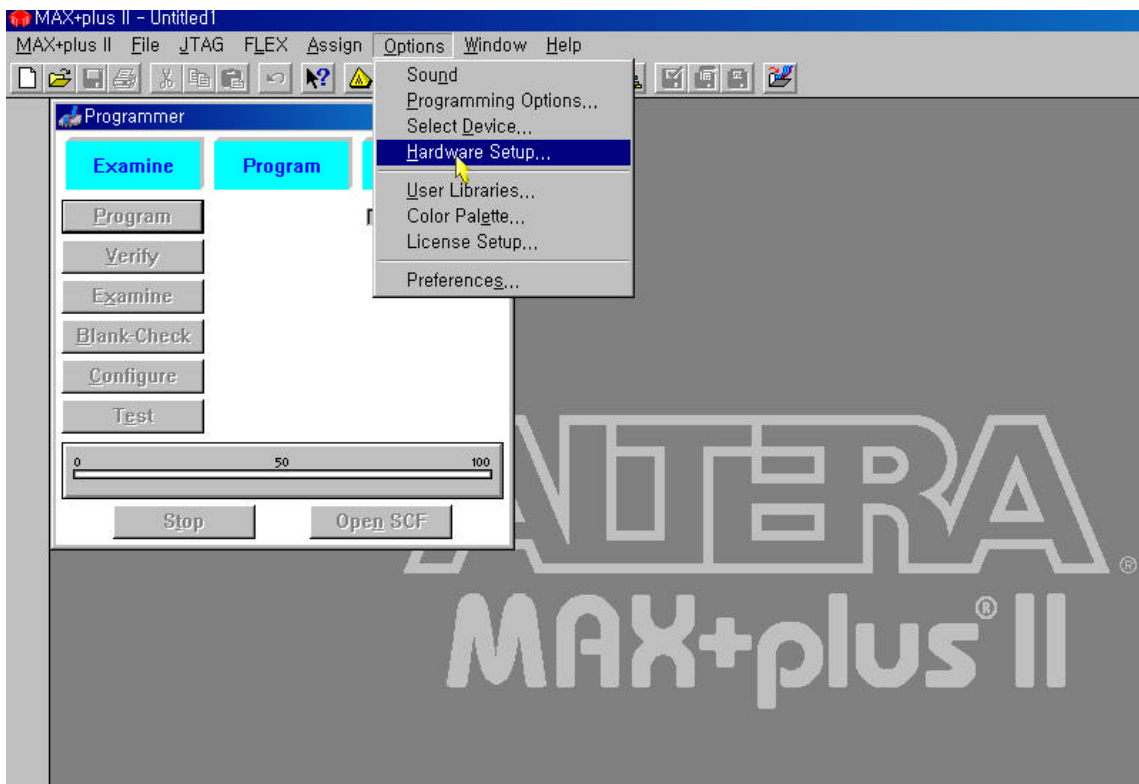 MAX+plus II - Untitled1
MAX+plus II File JTAG FLEX Assign Options Window Help
Sound
Programming Options...
Select Device...
Hardware Setup...
User Libraries...
Color Palette...
License Setup...
Preferences...
Programmer
Examine Program
Program
Verify
Examine
Blank-Check
Configure
Test
0 50 100
Stop Open SCF
ALTERA ®
MAX+plus® II